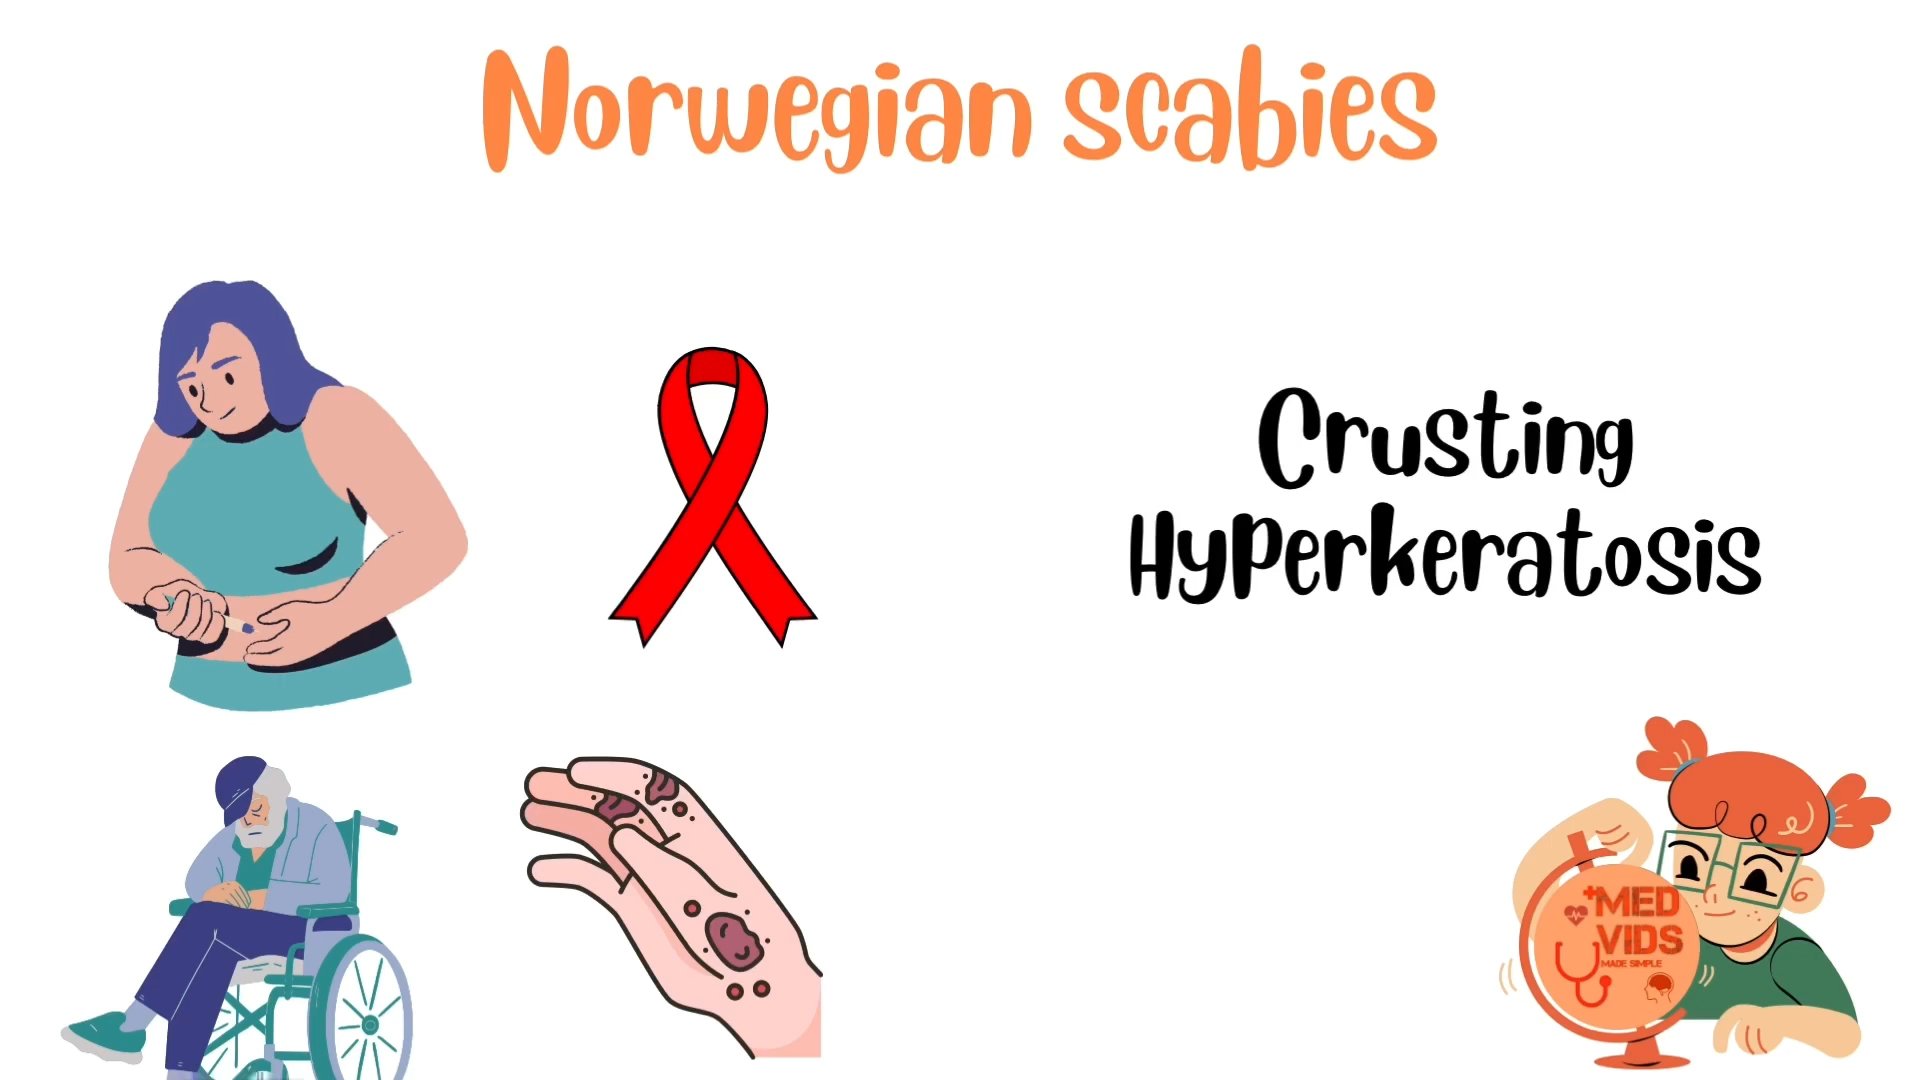 Norwegian scabies
Crusting
Hyperkeratosis
MED
VIDS
MADE SIMPLE